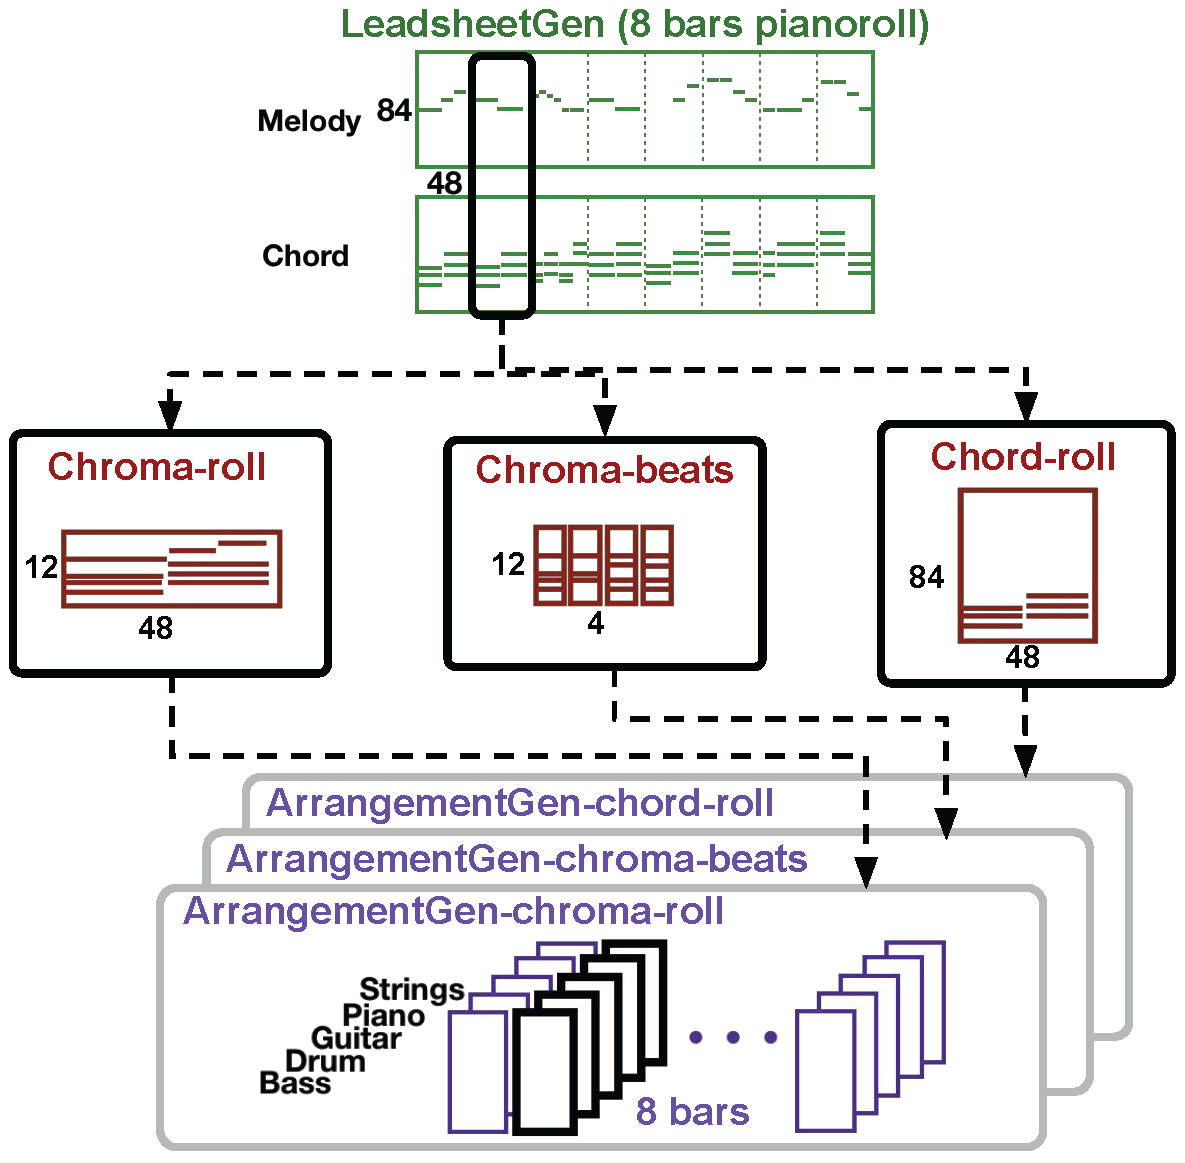 LeadsheetGen (8 bars pianoroll)
Melody
84
48
Chord
Chroma-roll
12
48
Chroma-beats
12
4
Chord-roll
84
48
ArrangementGen-chord-roll
ArrangementGen-chroma-beats
ArrangementGen-chroma-roll
Strings
Piano
Guitar
Drum
Bass
8 bars